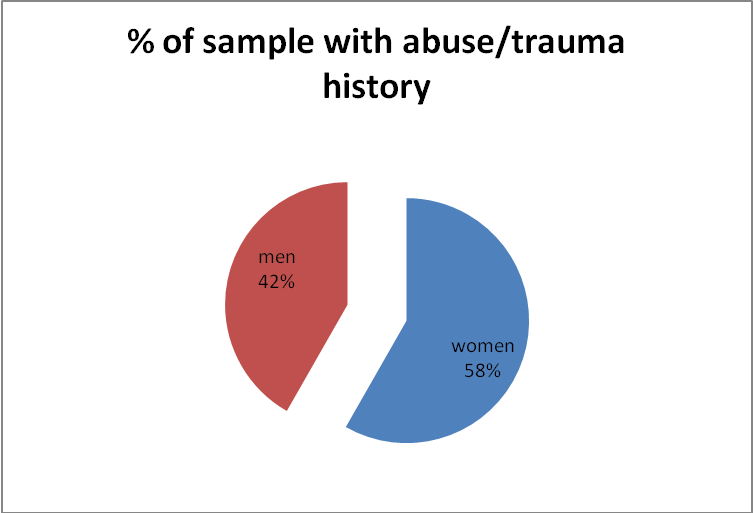 % of sample with abuse/trauma
history
men
42%
women
58%